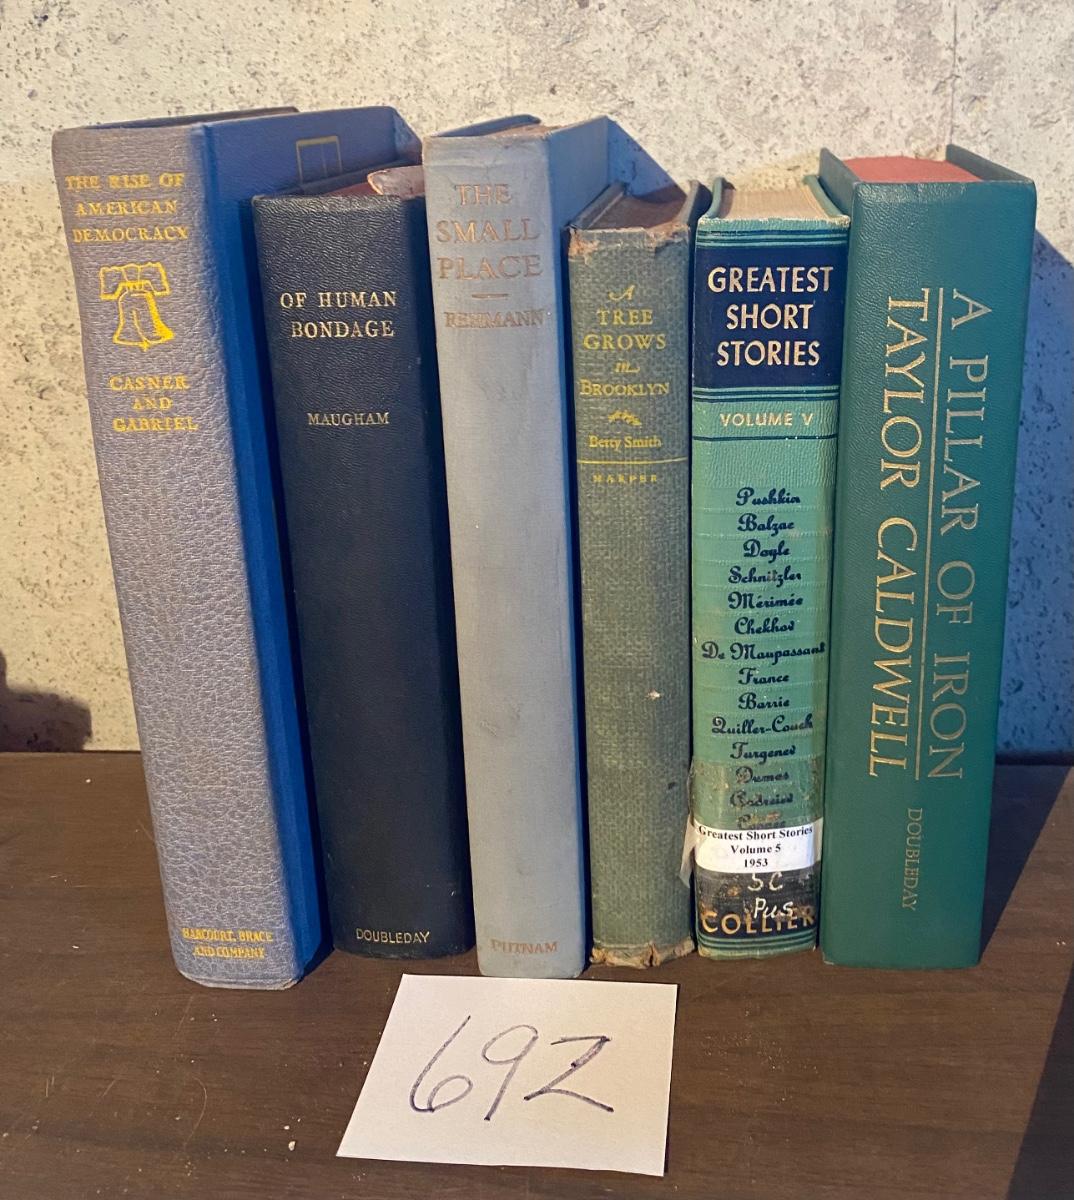 THE RISE OF
AMERICAN
DEMOCRACY
CASNER
AND
GABRIEL
HARCOURT, BRACE
AND COMPANY
OF HUMAN
BONDAGE
MAUGHAM
DOUBLEDAY
THE
SMALL
PLACE
REHMANN
PUTNAM
A
TREE
GROWS
in
BROOKLYN
Betty Smith
HARPER
GREATEST
SHORT
STORIES
VOLUME V
Pushkin
Balzac
Doyle
Schnitzler
Mérimée
Chekhov
De Maupassant
France
Barrie
Quiller-Couch
Turgenev
Dumas
Greatest Short Stories
Volume 5
1953
SC
Pus
COLLIER
A PILLAR OF IRON
TAYLOR CALDWELL
DOUBLEDAY
692